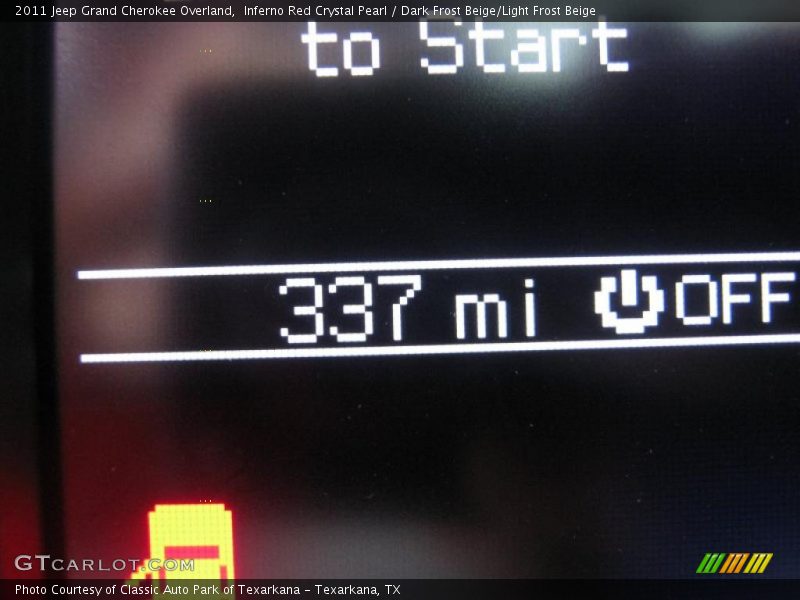 2011 Jeep Grand Cherokee Overland,  Inferno Red Crystal Pearl / Dark Frost Beige/Light Frost Beige
to Start
337 mi OFF
GTCARLOT.COM
Photo Courtesy of Classic Auto Park of Texarkana - Texarkana, TX